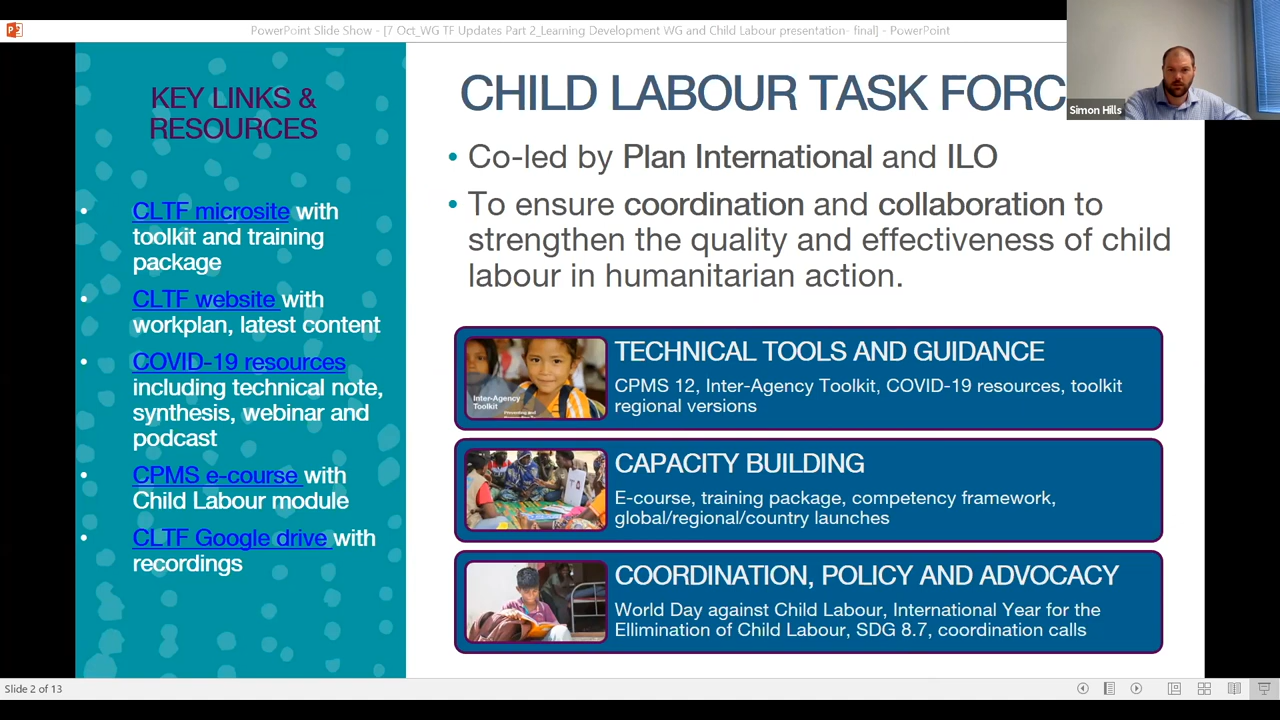 PowerPoint Slide Show - [7 Oct_WG TF Updates Part 2_Learning Development WG and Child Labour presentation- final] - PowerPoint
Simon Hills
KEY LINKS &
RESOURCES
CLTF microsite with
toolkit and training
package
CLTF website with
workplan, latest content
COVID-19 resources
including technical note,
synthesis, webinar and
podcast
CPMS e-course with
Child Labour module
CLTF Google drive with
recordings
CHILD LABOUR TASK FORC
• Co-led by Plan International and ILO
• To ensure coordination and collaboration to
strengthen the quality and effectiveness of child
labour in humanitarian action.
Inter-Agency
Toolkit
TECHNICAL TOOLS AND GUIDANCE
CPMS 12, Inter-Agency Toolkit, COVID-19 resources, toolkit
regional versions
CAPACITY BUILDING
E-course, training package, competency framework,
global/regional/country launches
COORDINATION, POLICY AND ADVOCACY
World Day against Child Labour, International Year for the
Ellimination of Child Labour, SDG 8.7, coordination calls
Slide 2 of 13